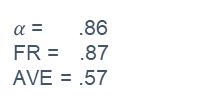 α = .86
FR = .87
AVE = .57